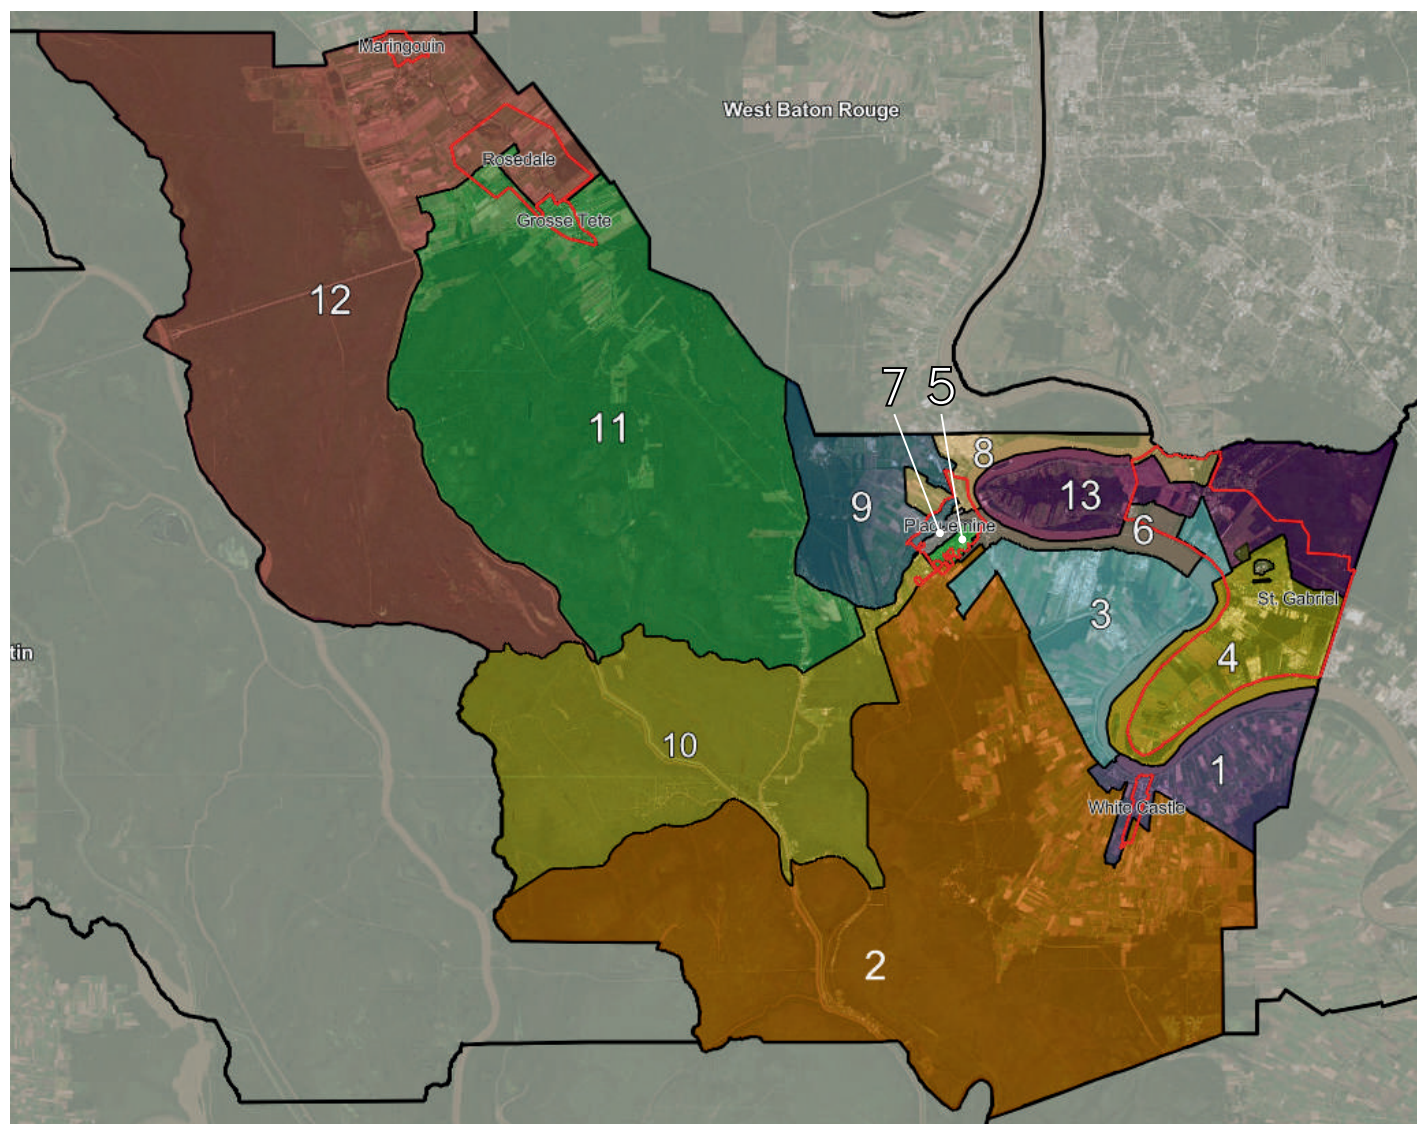 Maringouin
West Baton Rouge
Rosedale
Grosse Tete
12
7
5
11
8
13
9
Plaquemine
6
St. Gabriel
3
tin
4
10
1
White Castle
2